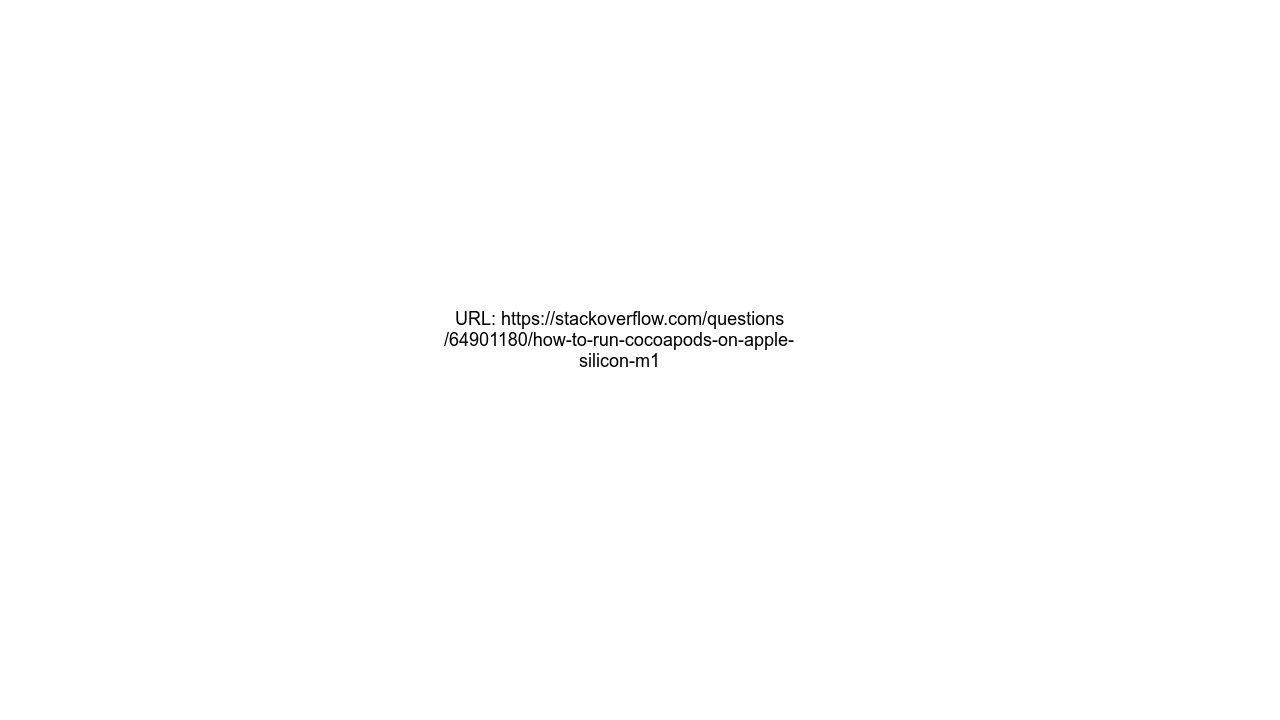 URL: https://stackoverflow.com/questions
/64901180/how-to-run-cocoapods-on-apple-
silicon-m1